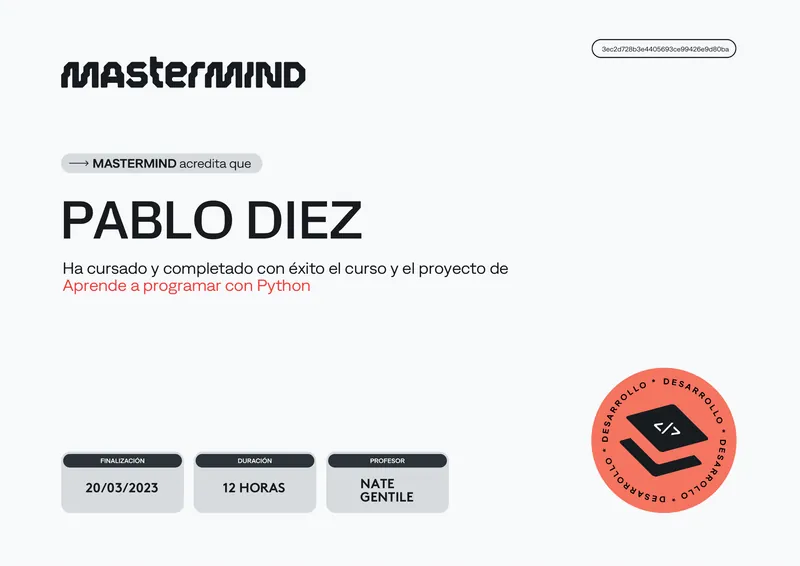 3ec2d728b3e4405693ce99426e9d80ba
MASterMIND
⟶ MASTERMIND acredita que
PABLO DIEZ
Ha cursado y completado con éxito el curso y el proyecto de
Aprende a programar con Python
DESARROLLO * DESARROLLO * DESARROLLO * DESARROLLO *
</>
FINALIZACIÓN
20/03/2023
DURACIÓN
12 HORAS
PROFESOR
NATE
GENTILE